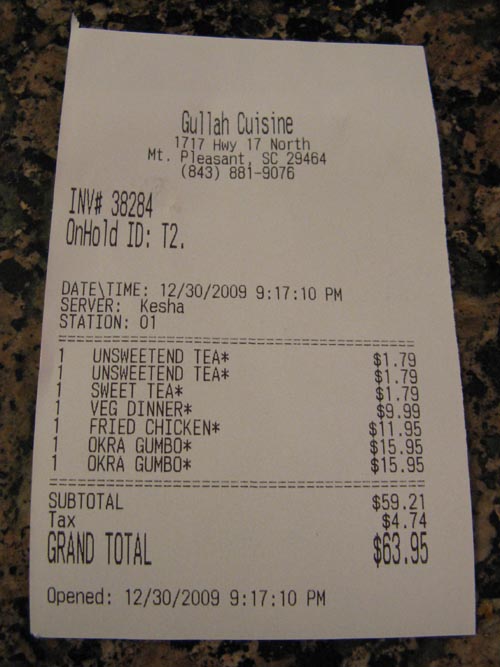 Gullah Cuisine
1717 Hwy 17 North
Mt. Pleasant, SC 29464
(843) 881-9076
INV# 38284
OnHold ID: T2.
DATE\TIME: 12/30/2009 9:17:10 PM
SERVER: Kesha
STATION: 01
1 UNSWEETEND TEA* $1.79
1 UNSWEETEND TEA* $1.79
1 SWEET TEA* $1.79
1 VEG DINNER* $9.99
1 FRIED CHICKEN* $11.95
1 OKRA GUMBO* $15.95
1 OKRA GUMBO* $15.95
SUBTOTAL $59.21
Tax $4.74
GRAND TOTAL $63.95
Opened: 12/30/2009 9:17:10 PM